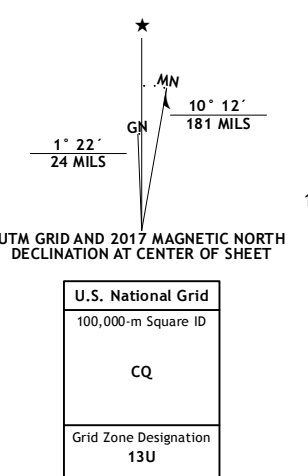 ★
MN
GN
10° 12´
181 MILS
1° 22´
24 MILS
UTM GRID AND 2017 MAGNETIC NORTH
DECLINATION AT CENTER OF SHEET
U.S. National Grid
100,000-m Square ID
CQ
Grid Zone Designation
13U